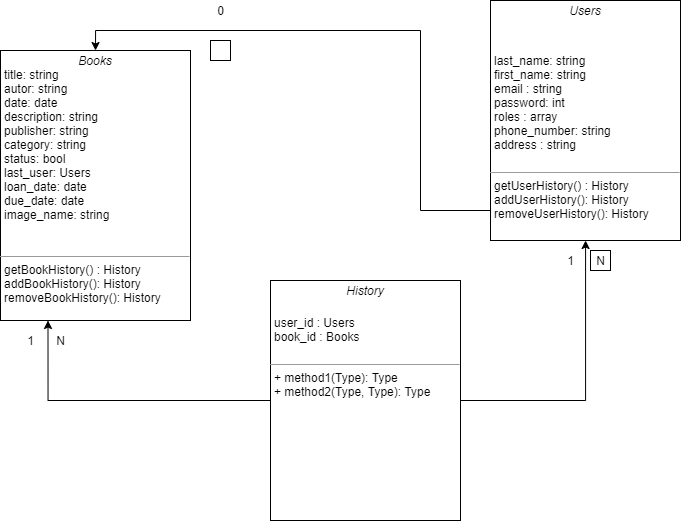 0
Users
last_name: string
first_name: string
email : string
password: int
roles : array
phone_number: string
address : string
getUserHistory() : History
addUserHistory(): History
removeUserHistory(): History
Books
title: string
autor: string
date: date
description: string
publisher: string
category: string
status: bool
last_user: Users
loan_date: date
due_date: date
image_name: string
getBookHistory() : History
addBookHistory(): History
removeBookHistory(): History
1 N
1 N
History
user_id : Users
book_id : Books
+ method1(Type): Type
+ method2(Type, Type): Type